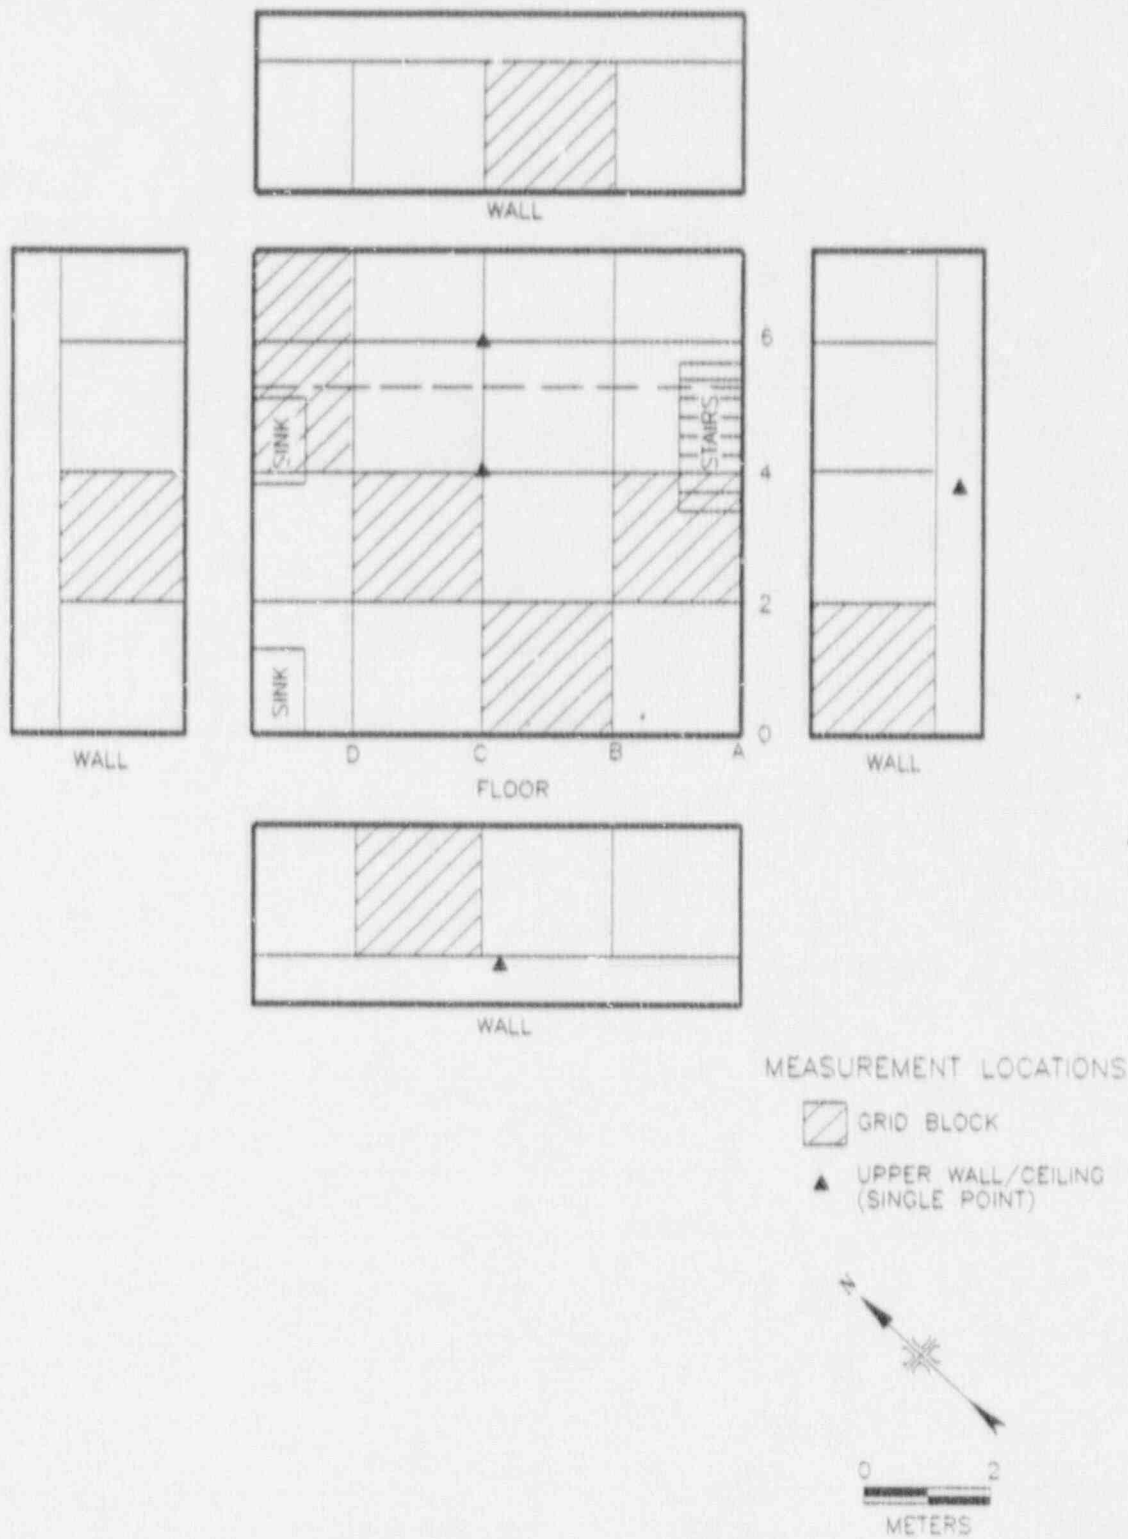 WALL
6
SINK
STAIRS
4
2
SINK
0
WALL
D C B A
WALL
FLOOR
WALL
MEASUREMENT LOCATIONS
GRID BLOCK
UPPER WALL/CEILING
(SINGLE POINT)
N
0 2
METERS